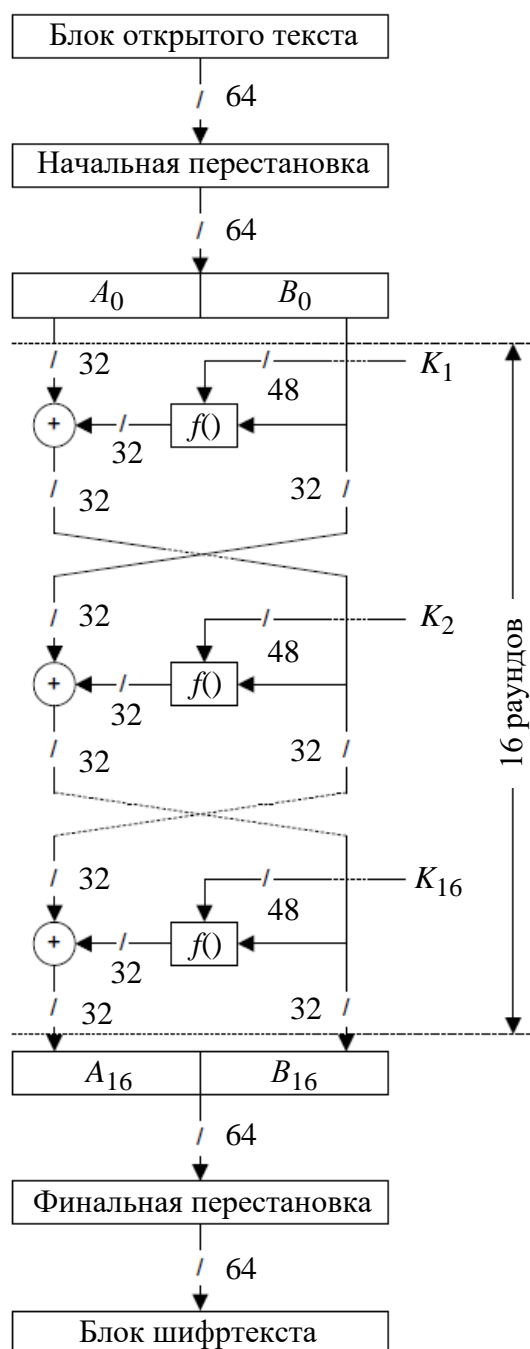 Блок открытого текста
64
Начальная перестановка
64
A0 B0
32 K1
48
+ f()
32
32 32
32 K2
48
+ f()
32
32 32
16 раундов
32 K16
48
+ f()
32
32 32
A16 B16
64
Финальная перестановка
64
Блок шифртекста